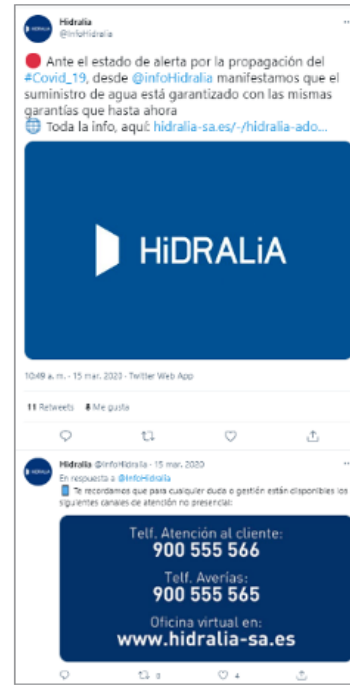 Hidralia
@InfoHidralia
Ante el estado de alerta por la propagación del
#Covid_19, desde @infoHidralia manifestamos que el
suministro de agua está garantizado con las mismas
garantías que hasta ahora
Toda la info, aquí: hidralia-sa.es/-/hidralia-ado...
HiDRALiA
10:49 a. m. · 15 mar. 2020 · Twitter Web App
11 Retweets 8 Me gusta
Hidralia @InfoHidralia · 15 mar. 2020
En respuesta a @InfoHidralia
Te recordamos que para cualquier duda o gestión están disponibles los
siguientes canales de atención no presencial:
Telf. Atención al cliente:
900 555 566
Telf. Averías:
900 555 565
Oficina virtual en:
www.hidralia-sa.es
4